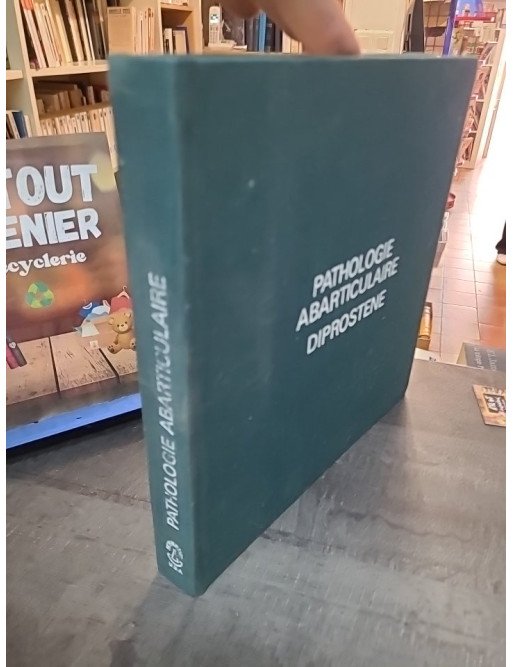 PATHOLOGIE
ABARTICULAIRE
DIPROSTENE
PATHOLOGIE ABARTICULAIRE
TOUT
ENIER
cyclerie